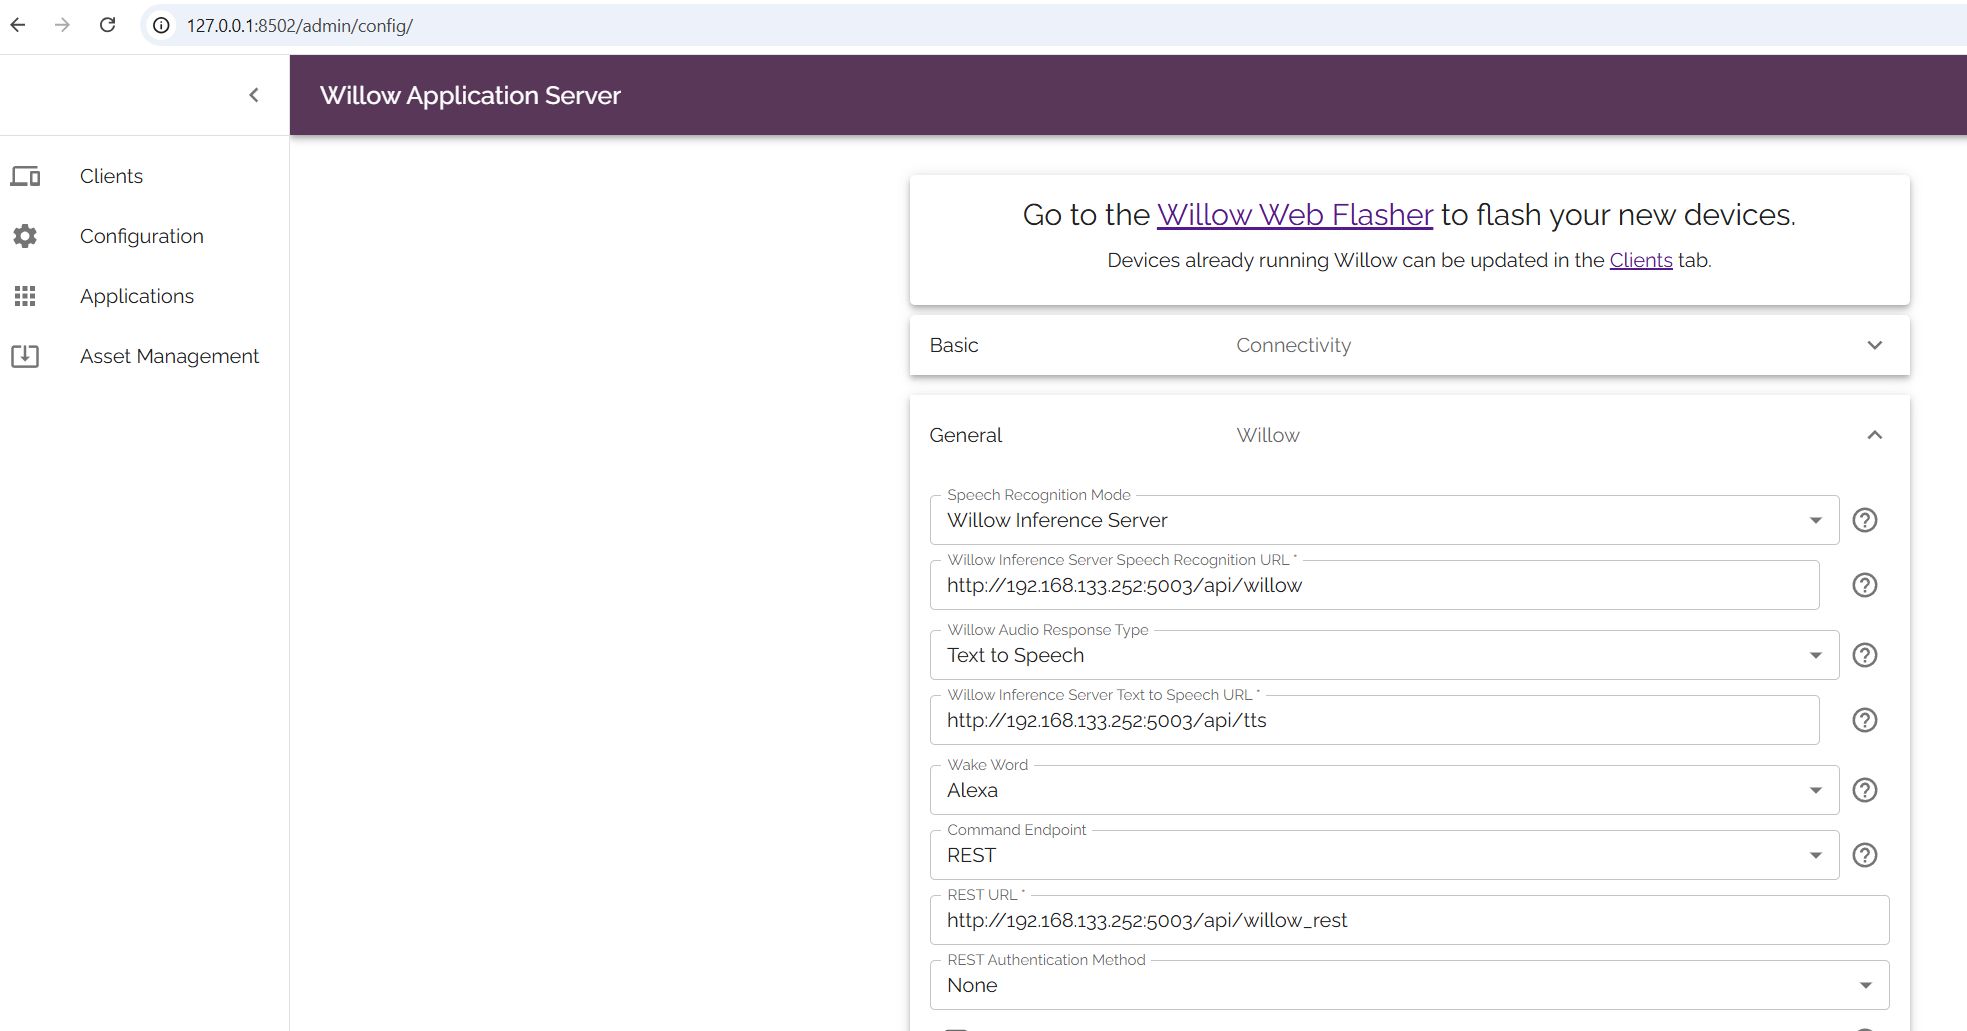 127.0.0.1:8502/admin/config/
Willow Application Server
Clients
Configuration
Applications
Asset Management
Go to the Willow Web Flasher to flash your new devices.
Devices already running Willow can be updated in the Clients tab.
Basic Connectivity
General Willow
Speech Recognition Mode
Willow Inference Server
Willow Inference Server Speech Recognition URL *
http://192.168.133.252:5003/api/willow
Willow Audio Response Type
Text to Speech
Willow Inference Server Text to Speech URL *
http://192.168.133.252:5003/api/tts
Wake Word
Alexa
Command Endpoint
REST
REST URL *
http://192.168.133.252:5003/api/willow_rest
REST Authentication Method
None